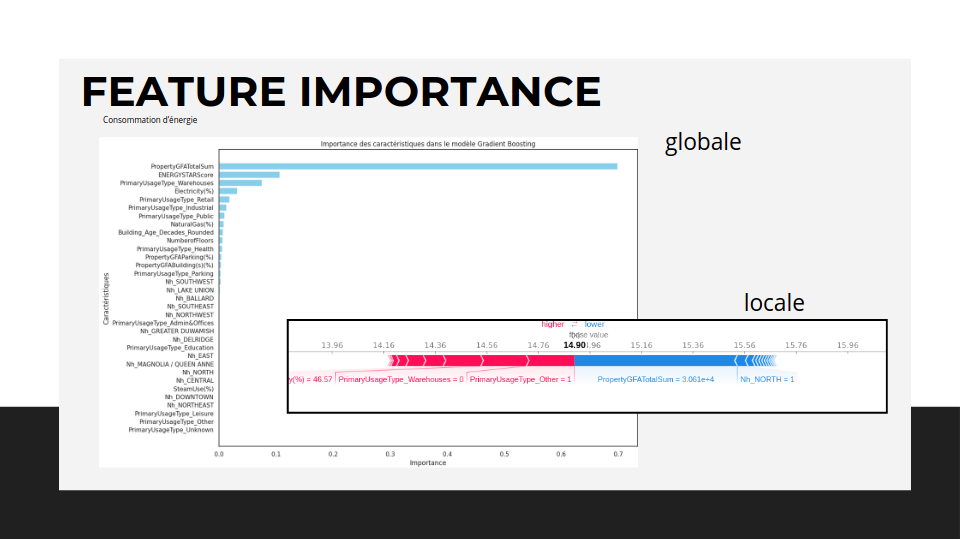 FEATURE IMPORTANCE
Consommation d'énergie
globale
Importance des caractéristiques dans le modèle Gradient Boosting
PropertyGFATotalSum
ENERGYSTARScore
PrimaryUsageType_Warehouses
Electricity(%)
PrimaryUsageType_Retail
PrimaryUsageType_Industrial
PrimaryUsageType_Public
NaturalGas(%)
Building_Age_Decades_Rounded
NumberofFloors
PrimaryUsageType_Health
PropertyGFAParking(%)
PropertyGFABuilding(s)(%)
PrimaryUsageType_Parking
Nh_SOUTHWEST
Nh_LAKE UNION
Nh_BALLARD
Nh_SOUTHEAST
Nh_NORTHWEST
PrimaryUsageType_Admin&Offices
Nh_GREATER DUWAMISH
Nh_DELRIDGE
PrimaryUsageType_Education
Nh_EAST
Nh_MAGNOLIA / QUEEN ANNE
Nh_NORTH
Nh_CENTRAL
SteamUse(%)
Nh_DOWNTOWN
Nh_NORTHEAST
PrimaryUsageType_Leisure
PrimaryUsageType_Other
PrimaryUsageType_Unknown
Caractéristiques
0.0 0.1 0.2 0.3 0.4 0.5 0.6 0.7
Importance
locale
higher ⇄ lower
value
13.96 14.16 14.36 14.56 14.76 14.90 15.16 15.36 15.56 15.76 15.96
y(%) = 46.57 PrimaryUsageType_Warehouses = 0 PrimaryUsageType_Other = 1 PropertyGFATotalSum = 3.061e+4 Nh_NORTH = 1